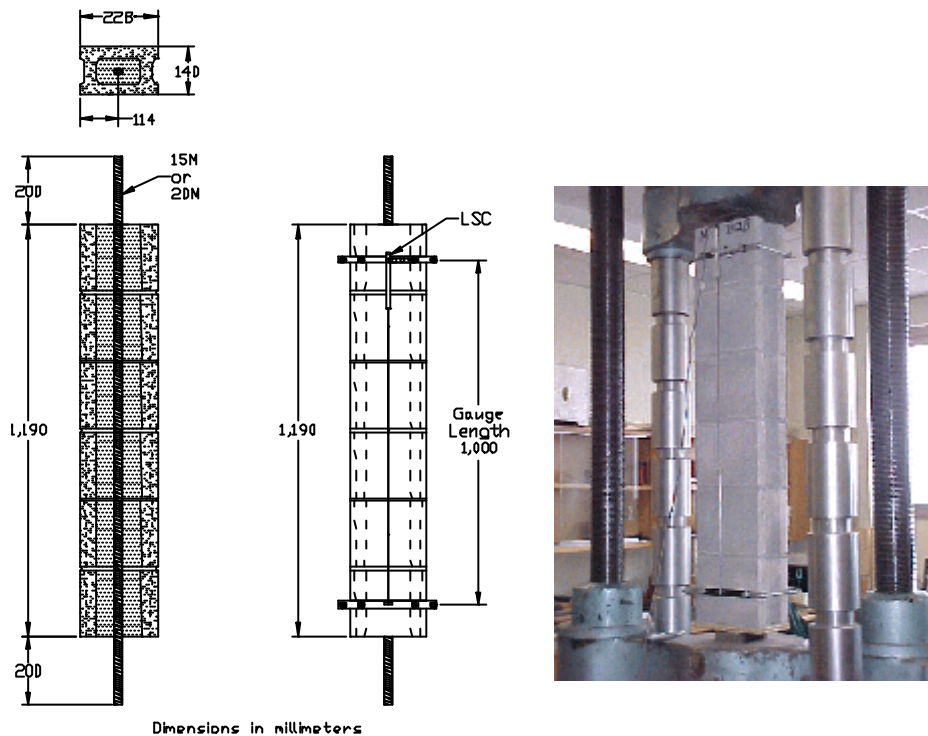 228
140
114
15M
or
20M
200
LSC
1,190
1,190
Gauge
Length
1,000
200
Dimensions in millimeters